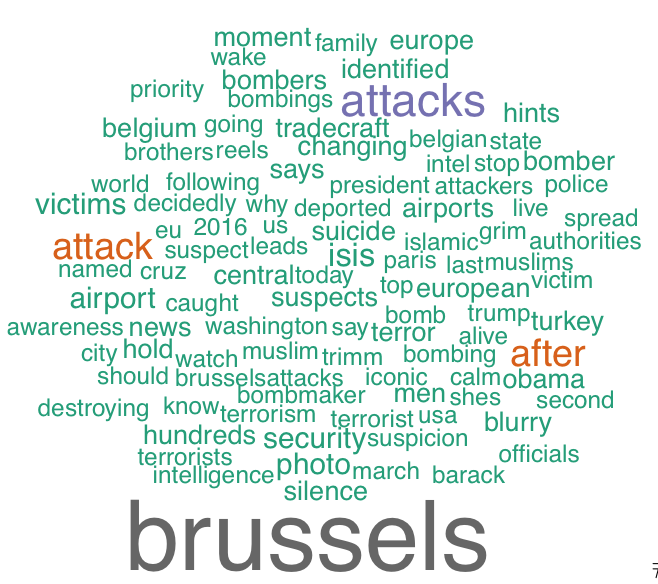 moment family europe
wake
bombers identified
priority bombings attacks hints
belgium going tradecraft
changing belgian state
brothers reels says intel stop bomber
world following president attackers police
victims decidedly why deported airports live spread
eu 2016 us suicide islamic grim authorities
attack suspect leads isis paris last muslims
named cruz central today top european victim
airport caught suspects bomb trump turkey
awareness news washington say terror alive
city hold watch muslim trimm bombing after
should brusselsattacks iconic calm obama
bombmaker men shes second
destroying know terrorism terrorist usa blurry
hundreds security suspicion
terrorists photo officials
intelligence march barack
silence
brussels